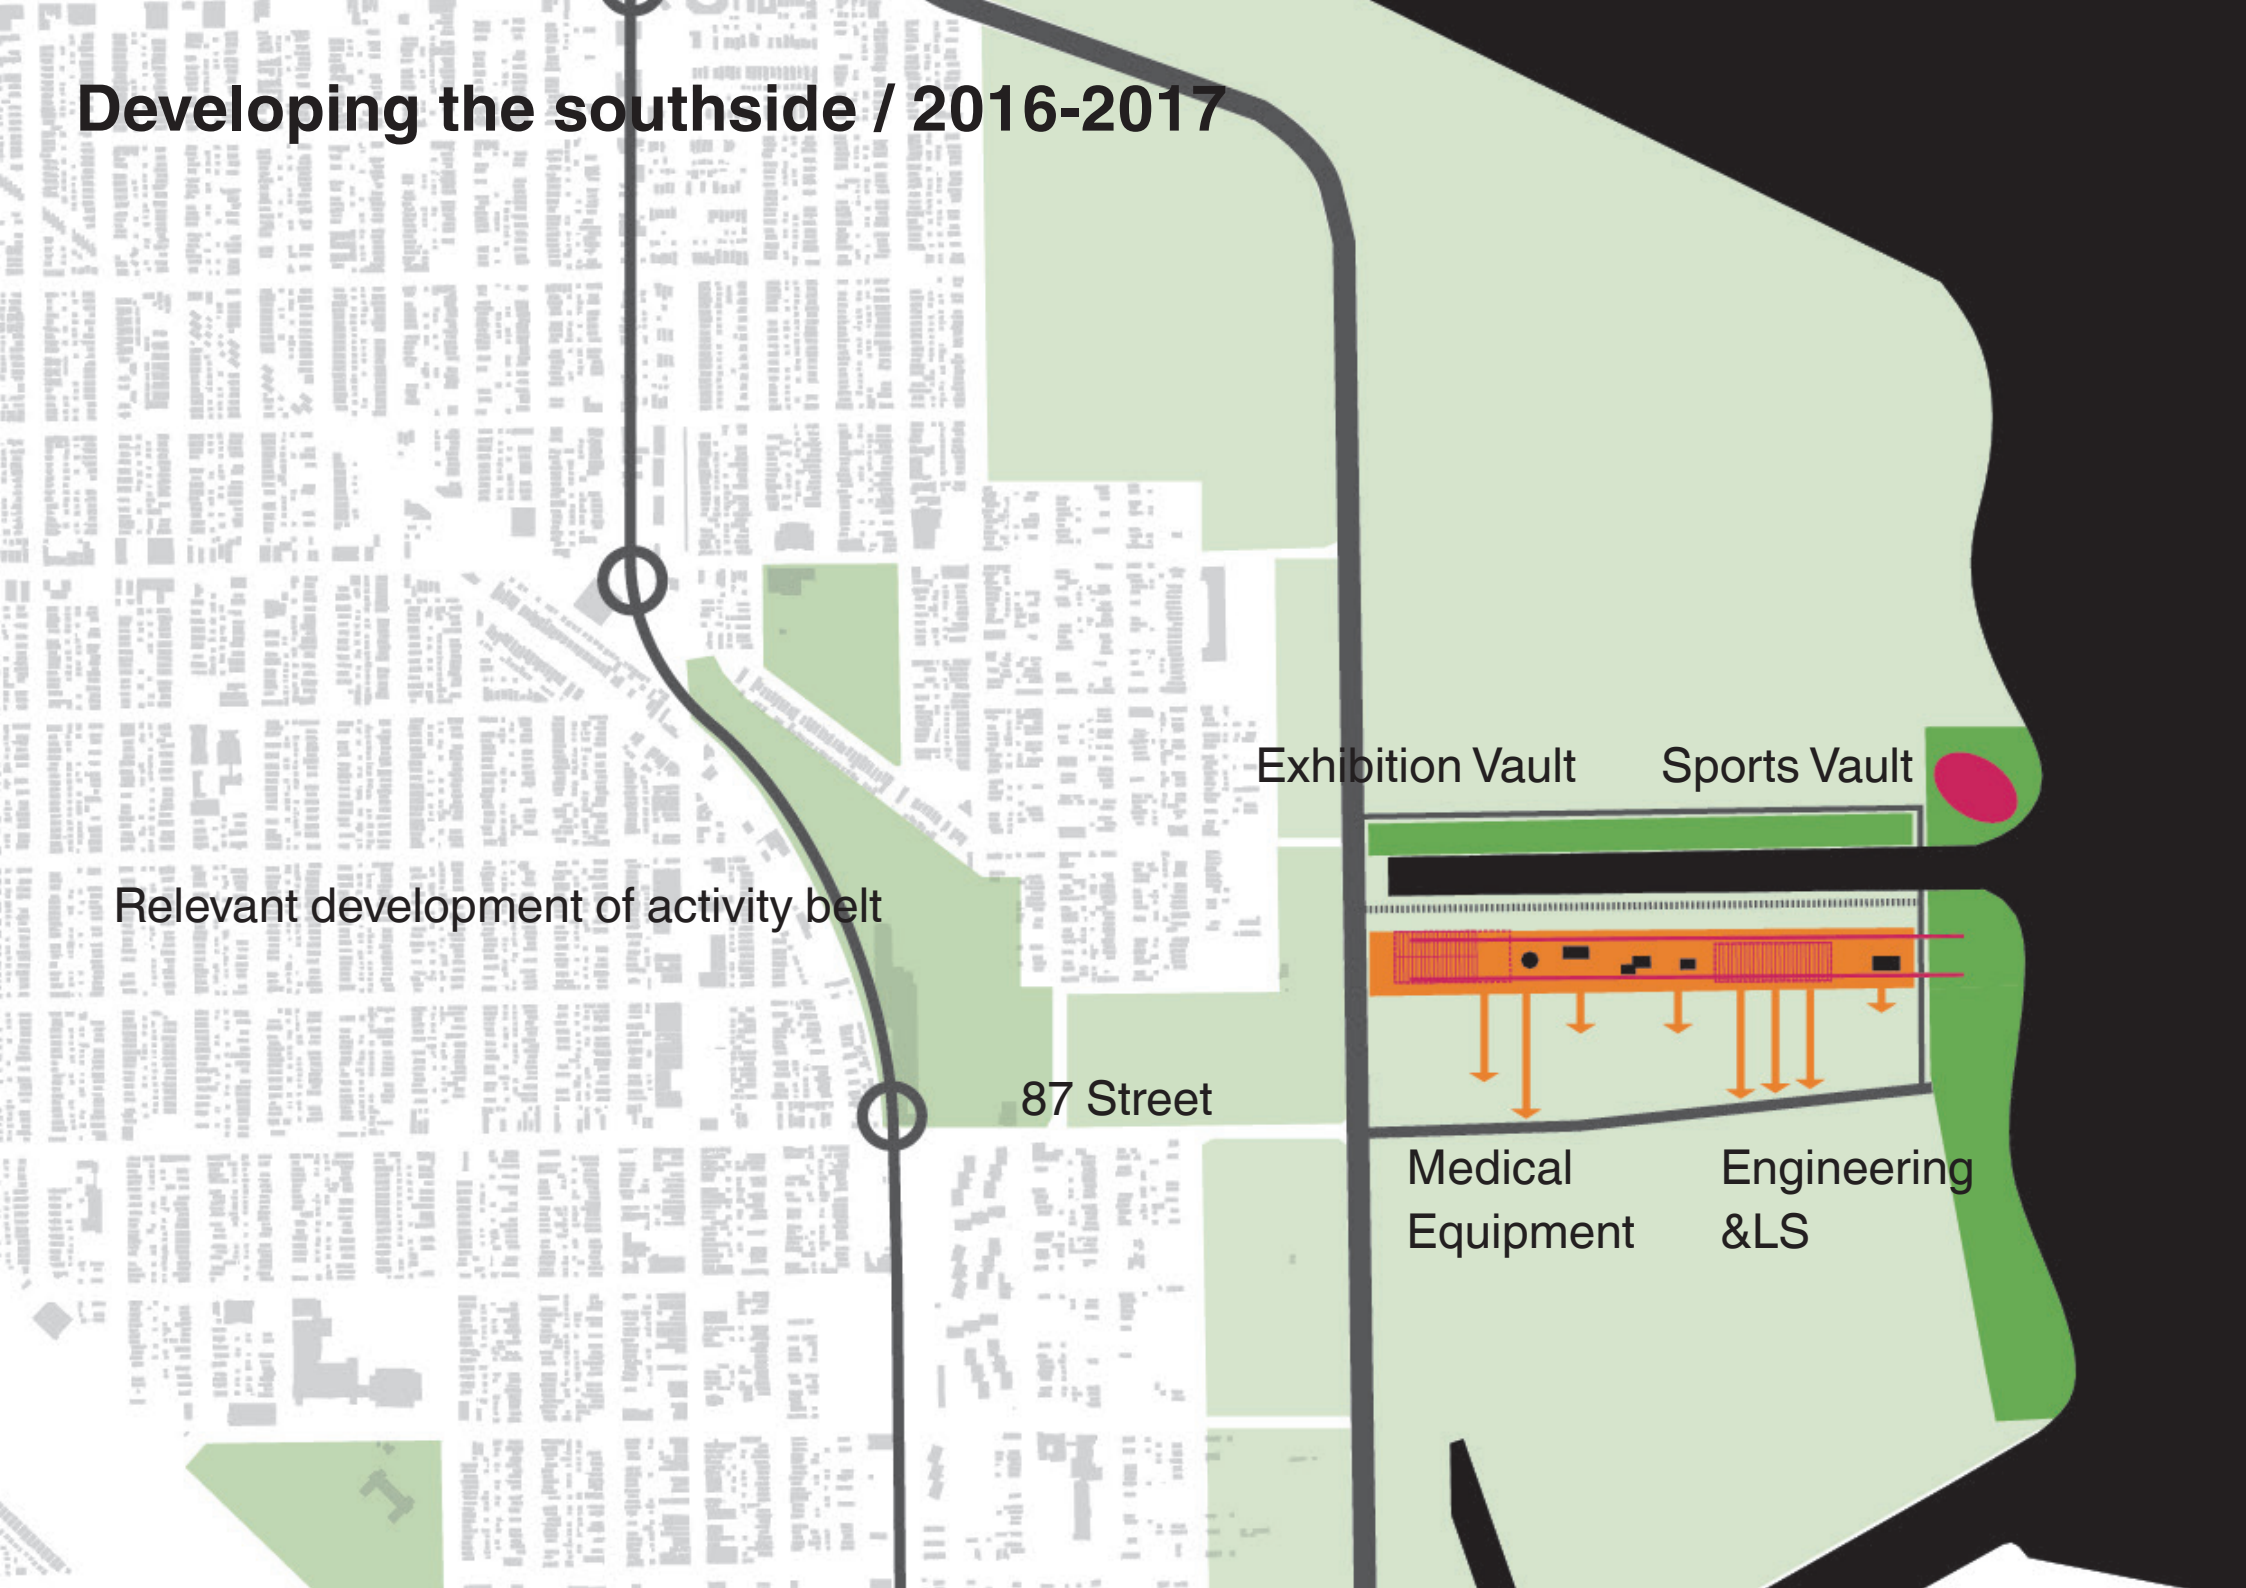 Developing the southside / 2016-2017
Exhibition Vault
Sports Vault
Relevant development of activity belt
87 Street
Medical
Equipment
Engineering
&LS